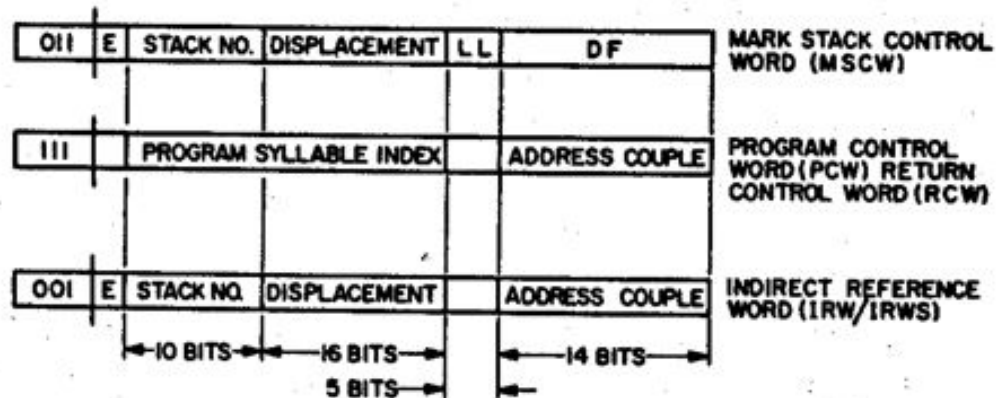 011 E STACK NO. DISPLACEMENT LL DF
MARK STACK CONTROL
WORD (MSCW)
111 PROGRAM SYLLABLE INDEX ADDRESS COUPLE
PROGRAM CONTROL
WORD (PCW) RETURN
CONTROL WORD (RCW)
001 E STACK NO. DISPLACEMENT ADDRESS COUPLE
INDIRECT REFERENCE
WORD (IRW/IRWS)
10 BITS 16 BITS 14 BITS
5 BITS